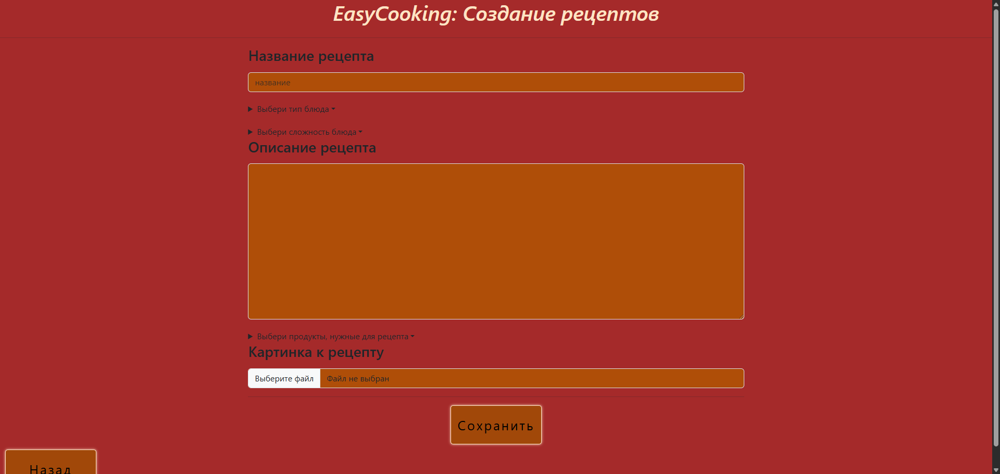 EasyCooking: Создание рецептов
Название рецепта
название
Выбери тип блюда
Выбери сложность блюда
Описание рецепта
Выбери продукты, нужные для рецепта
Картинка к рецепту
Выберите файл Файл не выбран
Сохранить
Назад